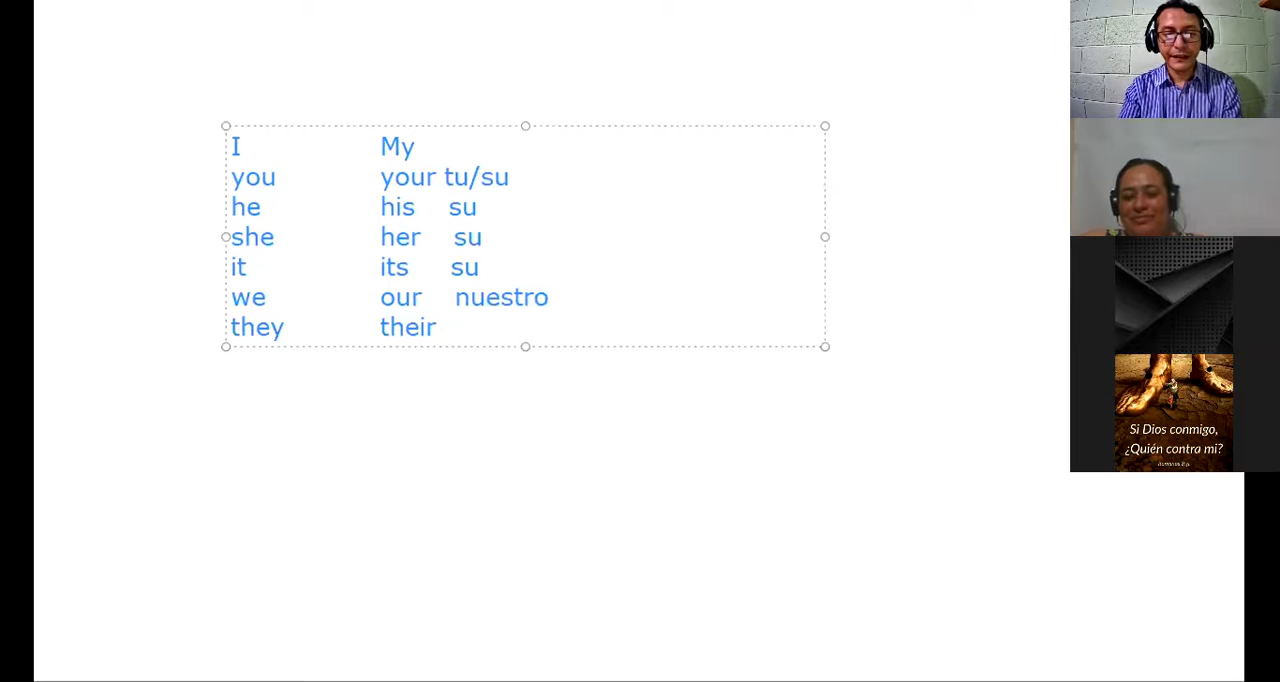 I My
you your tu/su
he his su
she her su
it its su
we our nuestro
they their
Si Dios conmigo,
¿Quién contra mi?